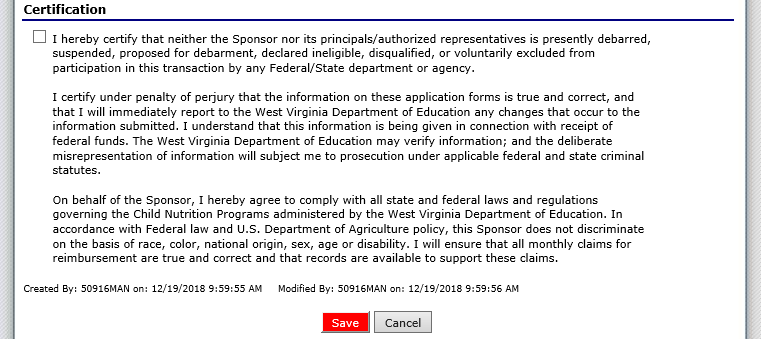 Certification
I hereby certify that neither the Sponsor nor its principals/authorized representatives is presently debarred,
suspended, proposed for debarment, declared ineligible, disqualified, or voluntarily excluded from
participation in this transaction by any Federal/State department or agency.
I certify under penalty of perjury that the information on these application forms is true and correct, and
that I will immediately report to the West Virginia Department of Education any changes that occur to the
information submitted. I understand that this information is being given in connection with receipt of
federal funds. The West Virginia Department of Education may verify information; and the deliberate
misrepresentation of information will subject me to prosecution under applicable federal and state criminal
statutes.
On behalf of the Sponsor, I hereby agree to comply with all state and federal laws and regulations
governing the Child Nutrition Programs administered by the West Virginia Department of Education. In
accordance with Federal law and U.S. Department of Agriculture policy, this Sponsor does not discriminate
on the basis of race, color, national origin, sex, age or disability. I will ensure that all monthly claims for
reimbursement are true and correct and that records are available to support these claims.
Created By: 50916MAN on: 12/19/2018 9:59:55 AM Modified By: 50916MAN on: 12/19/2018 9:59:56 AM
Save Cancel